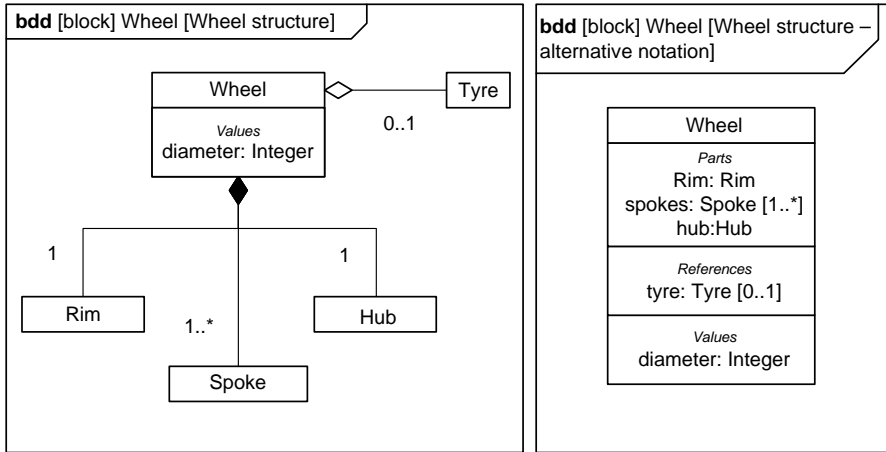 bdd [block] Wheel [Wheel structure]
Wheel
Values
diameter: Integer
Tyre
0..1
1
1
1..*
Rim
Hub
Spoke
bdd [block] Wheel [Wheel structure –
alternative notation]
Wheel
Parts
Rim: Rim
spokes: Spoke [1..*]
hub:Hub
References
tyre: Tyre [0..1]
Values
diameter: Integer